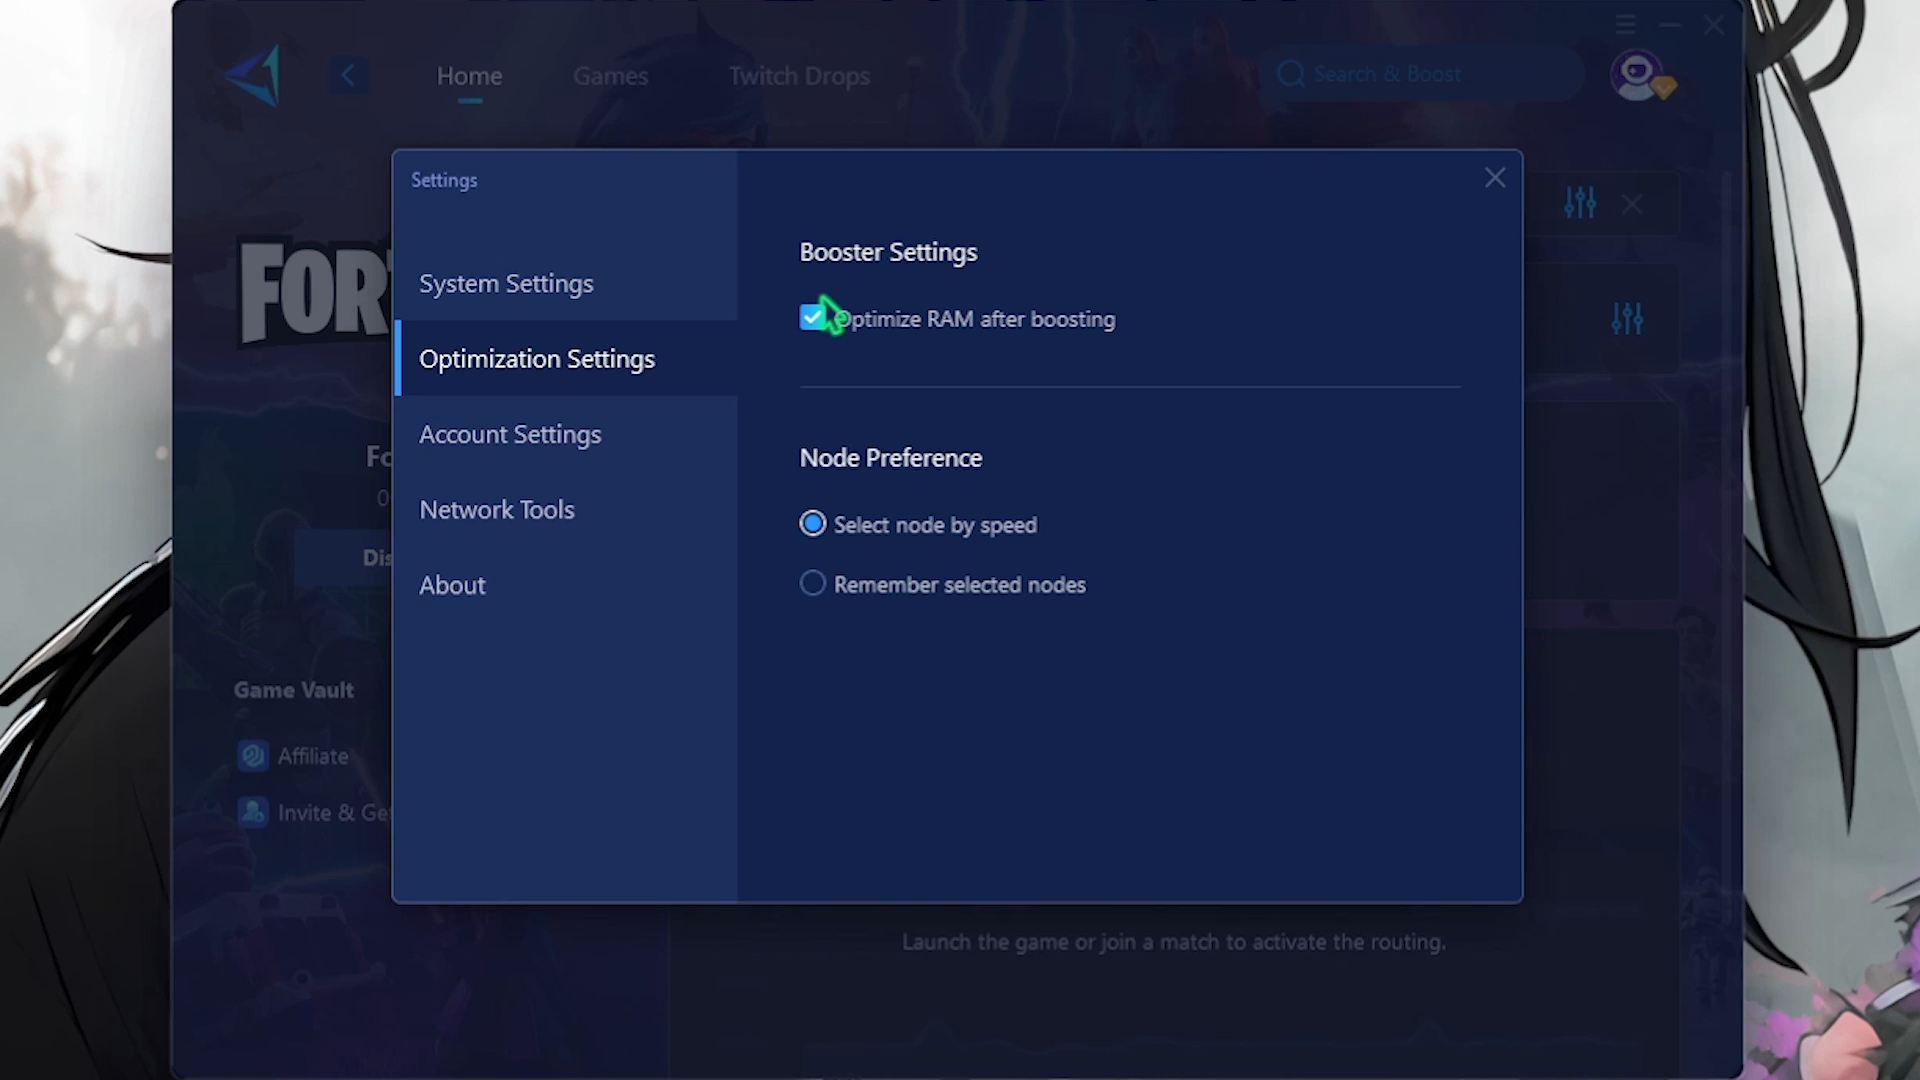 Home
Games
Twitch Drops
Search & Boost
Settings
System Settings
Optimization Settings
Account Settings
Network Tools
About
Booster Settings
Optimize RAM after boosting
Node Preference
Select node by speed
Remember selected nodes
FOR
Game Vault
Affiliate
Invite &
Launch the game or join a match to activate the routing.